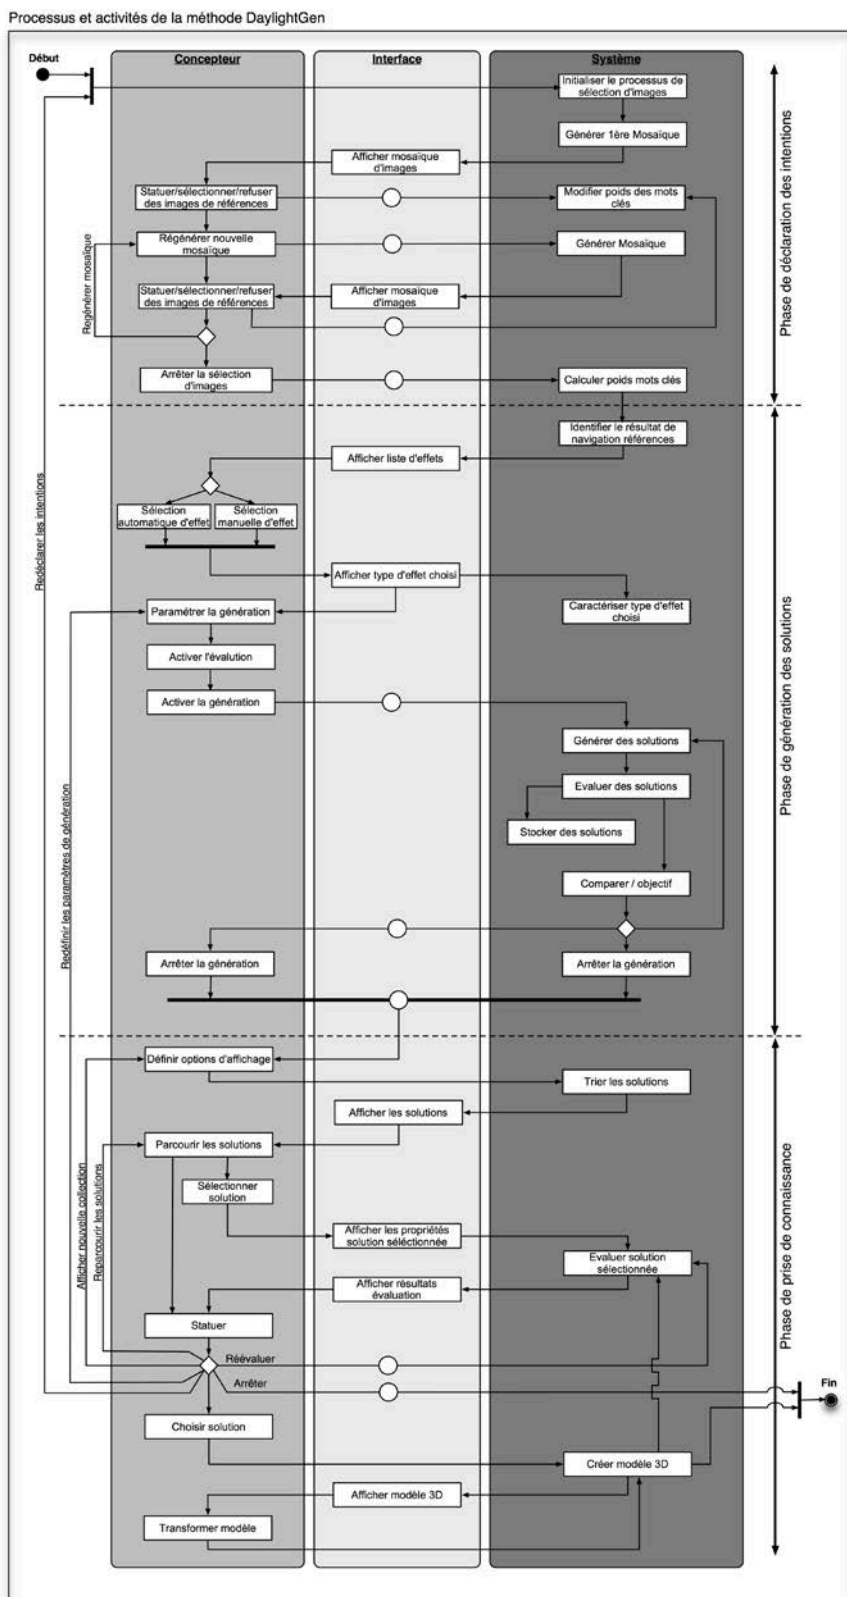 Processus et activités de la méthode DaylightGen
Concepteur
Interface
Système
Début
Initialiser le processus de
sélection d'images
Générer 1ère Mosaïque
Afficher mosaïque
d'images
Statuer/sélectionner/refuser
des images de références
Modifier poids des mots
clés
Régénérer nouvelle
mosaïque
Générer Mosaïque
Statuer/sélectionner/refuser
des images de références
Afficher mosaïque
d'images
Regénérer mosaïque
Arrêter la sélection
d'images
Calculer poids mots clés
Phase de déclaration des intentions
Identifier le résultat de
navigation références
Afficher liste d'effets
Sélection
automatique d'effet
Sélection
manuelle d'effet
Afficher type d'effet choisi
Paramétrer la génération
Caractériser type d'effet
choisi
Activer l'évalution
Activer la génération
Générer des solutions
Evaluer des solutions
Stocker des solutions
Comparer / objectif
Arrêter la génération
Arrêter la génération
Redéclarer les intentions
Redéfinir les paramètres de génération
Phase de génération des solutions
Définir options d'affichage
Trier les solutions
Afficher les solutions
Parcourir les solutions
Sélectionner
solution
Afficher les propriétés
solution séléctionnée
Evaluer solution
sélectionnée
Afficher résultats
évaluation
Statuer
Afficher nouvelle collection
Reparcourir les solutions
Réévaluer
Arrêter
Fin
Choisir solution
Créer modèle 3D
Afficher modèle 3D
Transformer modèle
Phase de prise de connaissance